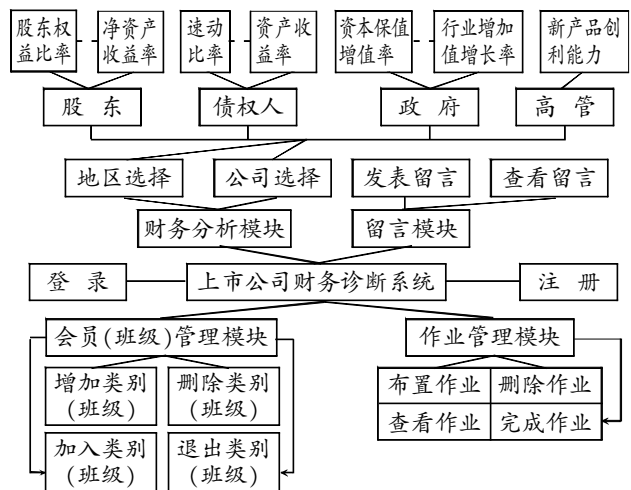 股东权 净资产 速动 资产收 资本保值 行业增加 新产品创
益比率 收益率 比率 益率 增值率 值增长率 利能力
股 东 债权人 政 府 高 管
地区选择 公司选择 发表留言 查看留言
财务分析模块 留言模块
登 录 上市公司财务诊断系统 注 册
会员(班级)管理模块 作业管理模块
增加类别 删除类别 布置作业 删除作业
(班级) (班级) 查看作业 完成作业
加入类别 退出类别
(班级) (班级)